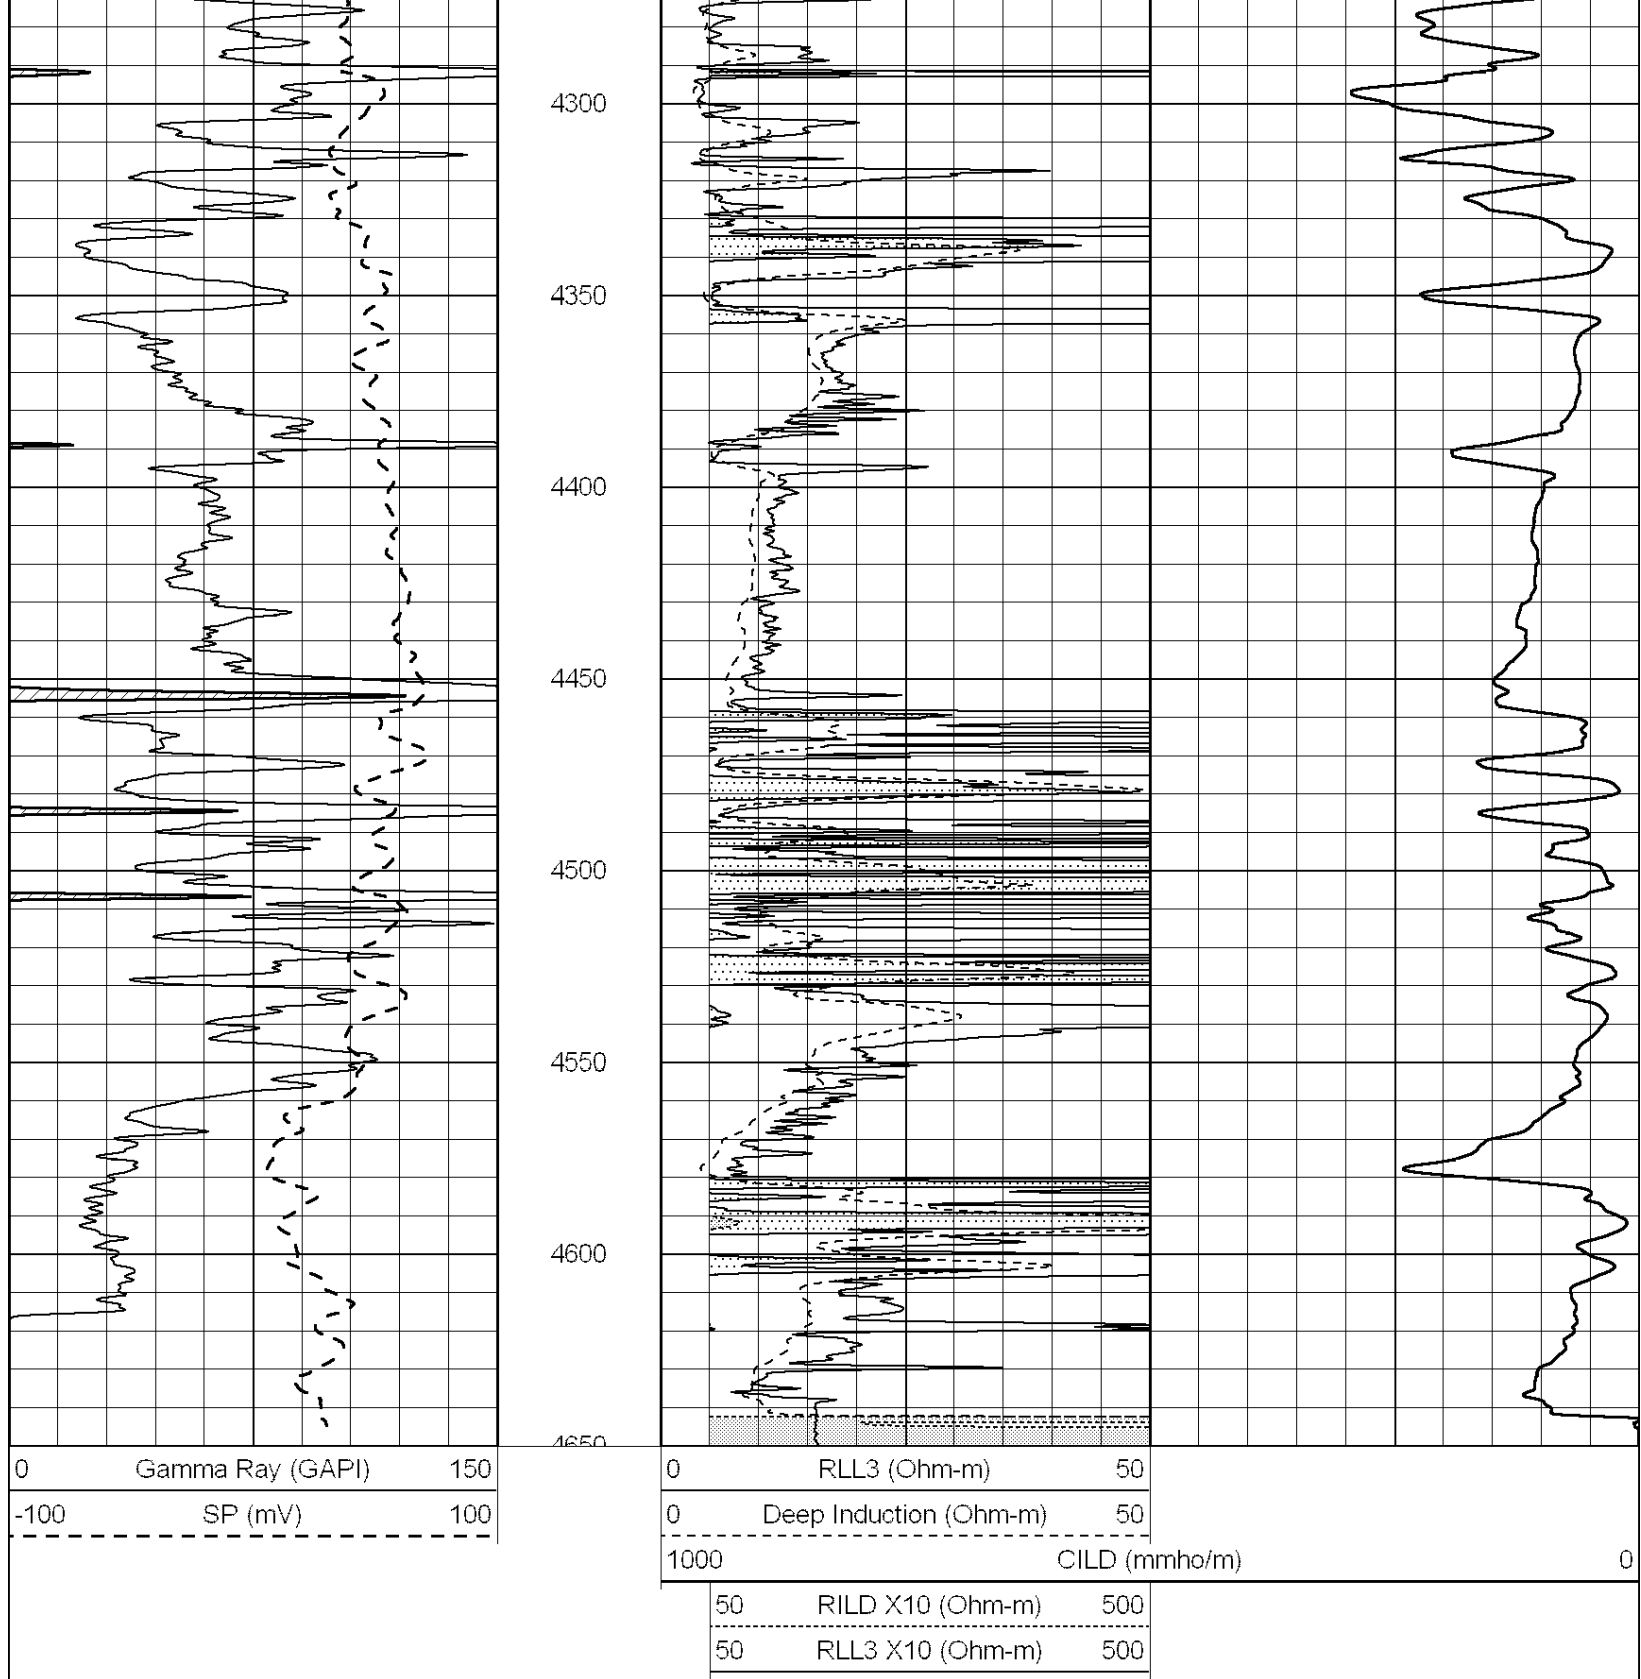 4300
4350
4400
4450
4500
4550
4600
4650
0 Gamma Ray (GAPI) 150
-100 SP (mV) 100
0 RLL3 (Ohm-m) 50
0 Deep Induction (Ohm-m) 50
1000 CILD (mmho/m) 0
50 RILD X10 (Ohm-m) 500
50 RLL3 X10 (Ohm-m) 500